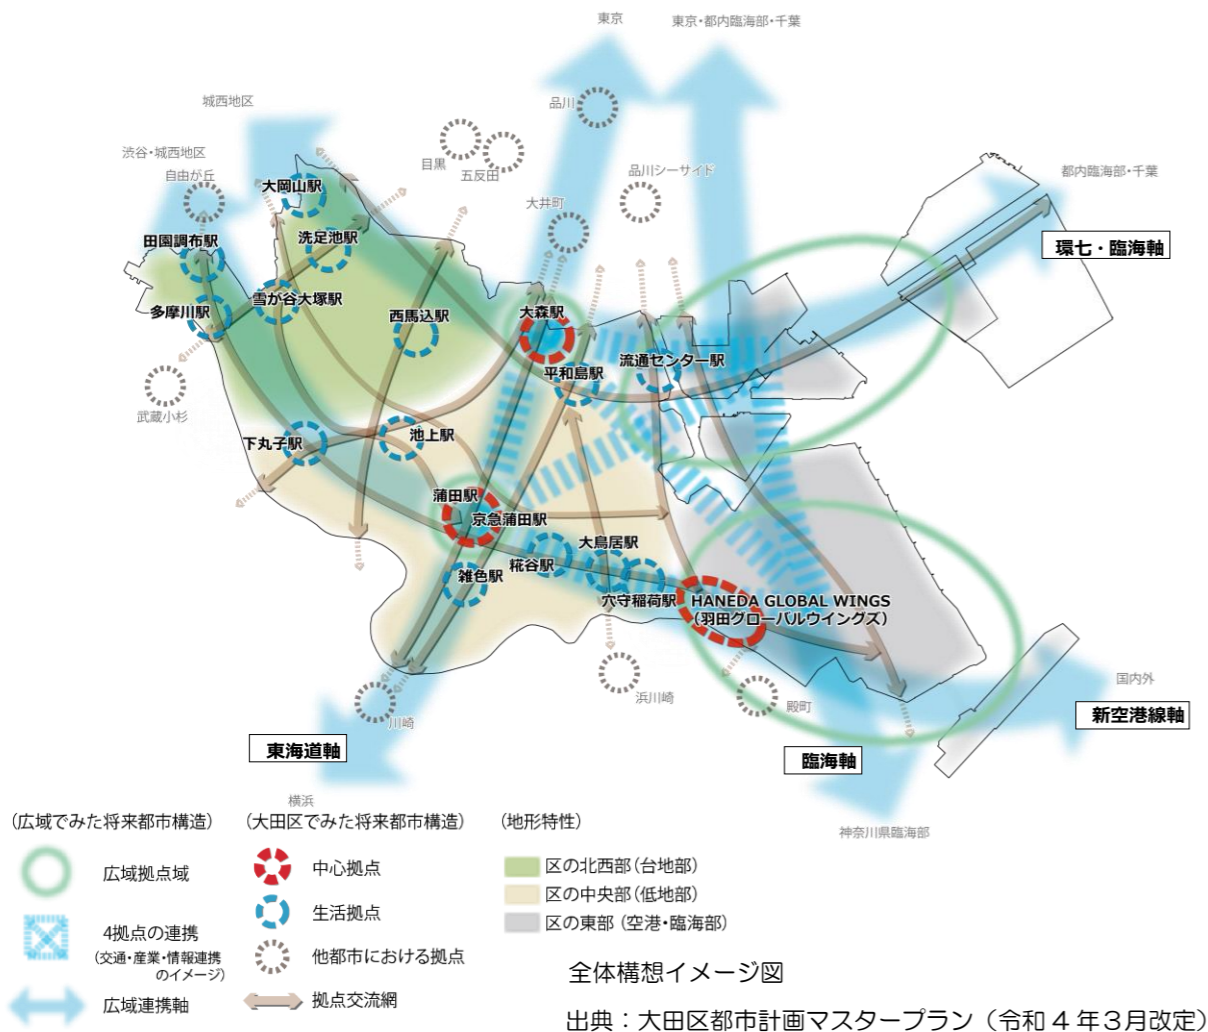 東京
東京・都内臨海部・千葉
城西地区
品川
渋谷・城西地区
自由が丘
目黒
五反田
品川シーサイド
都内臨海部・千葉
大岡山駅
大井町
田園調布駅
洗足池駅
環七・臨海軸
多摩川駅
雪が谷大塚駅
西馬込駅
大森駅
平和島駅
流通センター駅
武蔵小杉
下丸子駅
池上駅
蒲田駅
京急蒲田駅
大鳥居駅
糀谷駅
雑色駅
穴守稲荷駅
HANEDA GLOBAL WINGS
(羽田グローバルウイングズ)
国内外
浜川崎
殿町
川崎
新空港線軸
東海道軸
臨海軸
横浜
神奈川県臨海部
(広域でみた将来都市構造)
広域拠点域
4拠点の連携
(交通・産業・情報連携
のイメージ)
広域連携軸
(大田区でみた将来都市構造)
中心拠点
生活拠点
他都市における拠点
拠点交流網
(地形特性)
区の北西部(台地部)
区の中央部(低地部)
区の東部(空港・臨海部)
全体構想イメージ図
出典：大田区都市計画マスタープラン（令和４年３月改定）